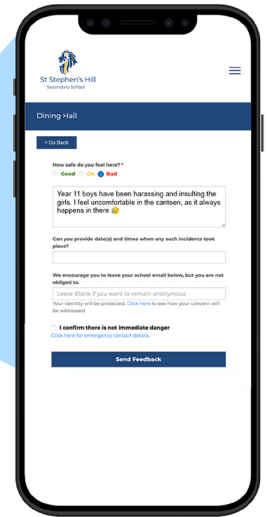 St Stephen's Hill
Secondary School
Dining Hall
< Go Back
How safe do you feel here? *
Good Ok Bad
Year 11 boys have been harassing and insulting the
girls. I feel uncomfortable in the canteen, as it always
happens in there 😥
Can you provide date(s) and times when any such incidents took
place?
We encourage you to leave your school email below, but you are not
obliged to.
Leave Blank if you want to remain anonymous
Your identity will be protected. Click here to see how your concern will
be addressed.
I confirm there is not immediate danger
Click here for emergency contact details.
Send Feedback